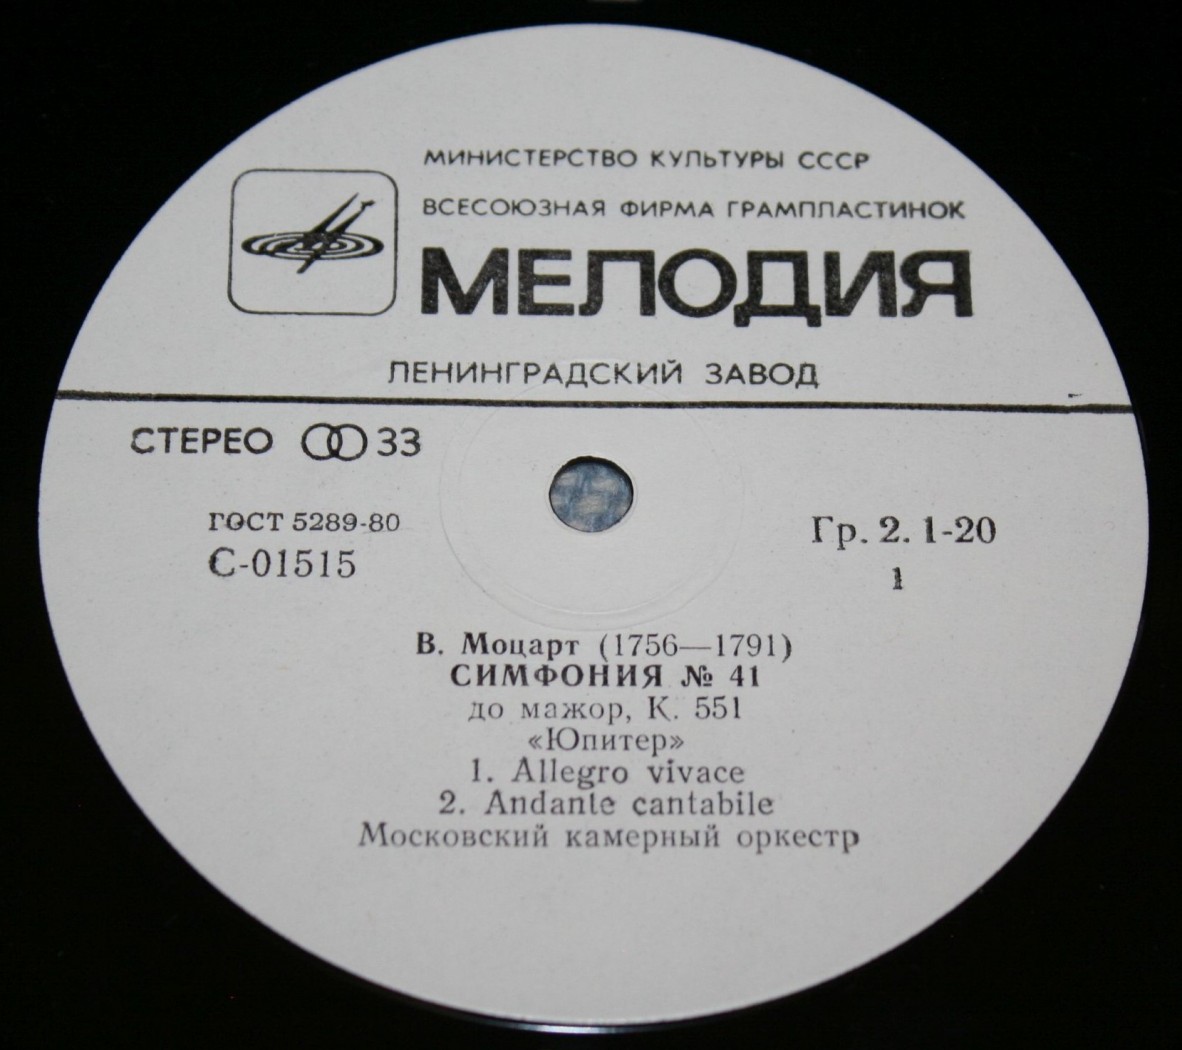 МИНИСТЕРСТВО КУЛЬТУРЫ СССР
ВСЕСОЮЗНАЯ ФИРМА ГРАМПЛАСТИНОК
МЕЛОДИЯ
ЛЕНИНГРАДСКИЙ ЗАВОД
СТЕРЕО 33
ГОСТ 5289-80
С-01515
Гр. 2. 1-20
1
В. Моцарт (1756—1791)
СИМФОНИЯ № 41
до мажор, К. 551
«Юпитер»
1. Allegro vivace
2. Andante cantabile
Московский камерный оркестр